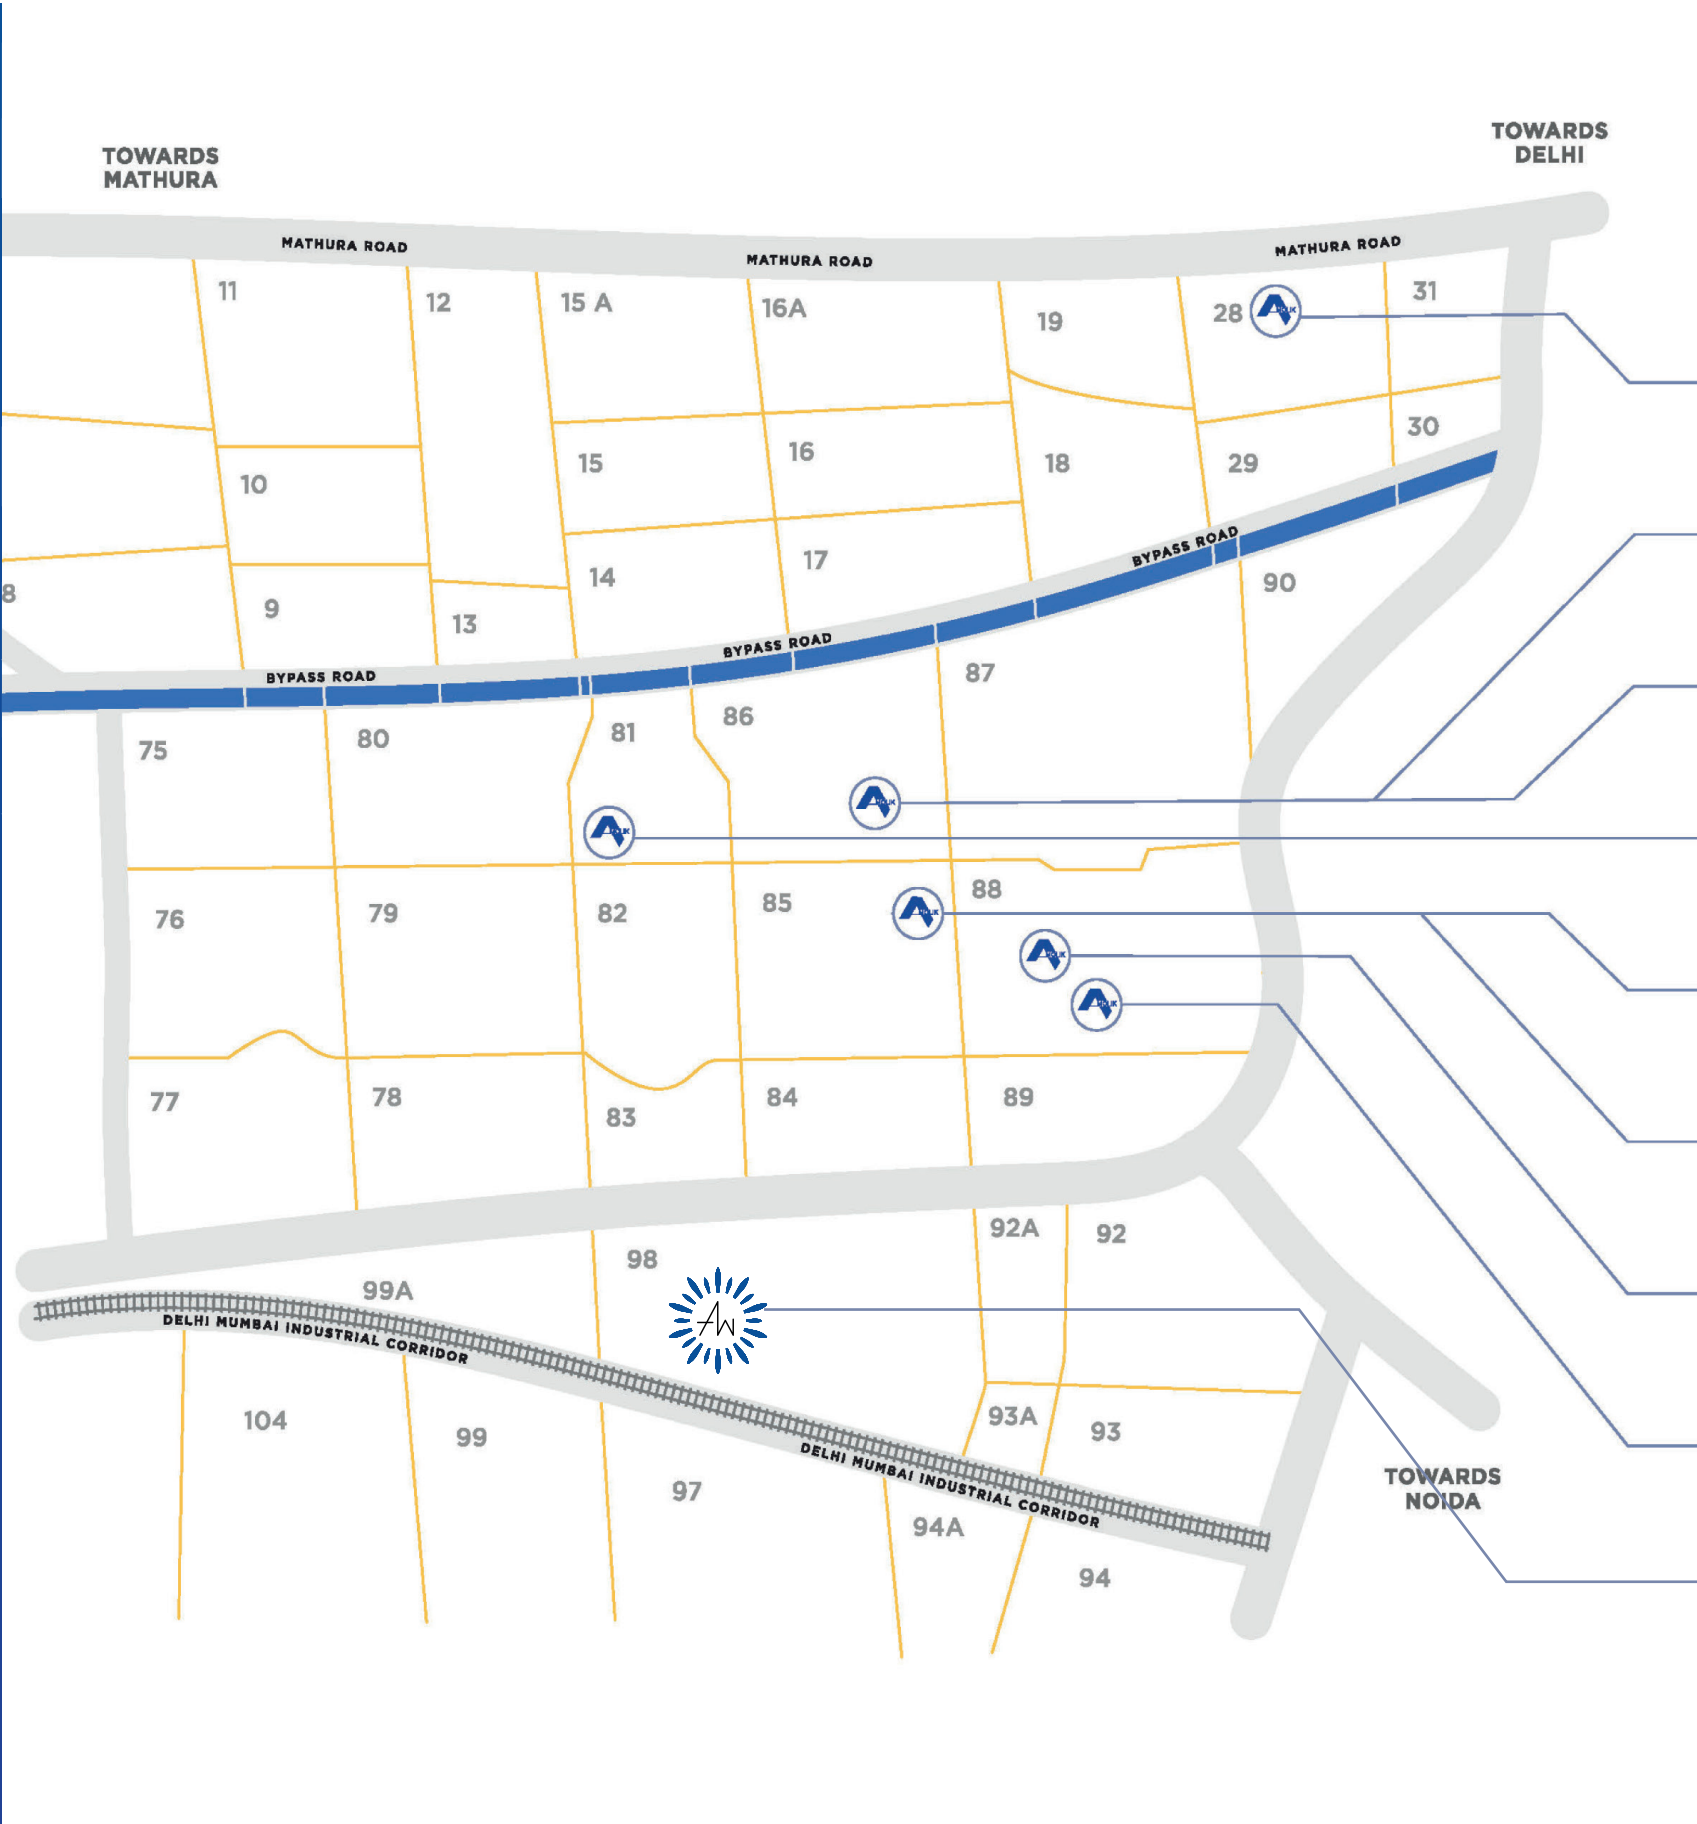 TOWARDS
DELHI
TOWARDS
MATHURA
MATHURA ROAD
MATHURA ROAD
MATHURA ROAD
11
12
15 A
16A
19
28
31
10
15
16
18
29
30
8
9
13
14
17
BYPASS ROAD
BYPASS ROAD
BYPASS ROAD
90
75
80
81
86
87
76
79
82
85
88
77
78
83
84
89
92A
92
98
99A
AW
DELHI MUMBAI INDUSTRIAL CORRIDOR
104
99
97
93A
93
DELHI MUMBAI INDUSTRIAL CORRIDOR
94A
94
TOWARDS
NOIDA